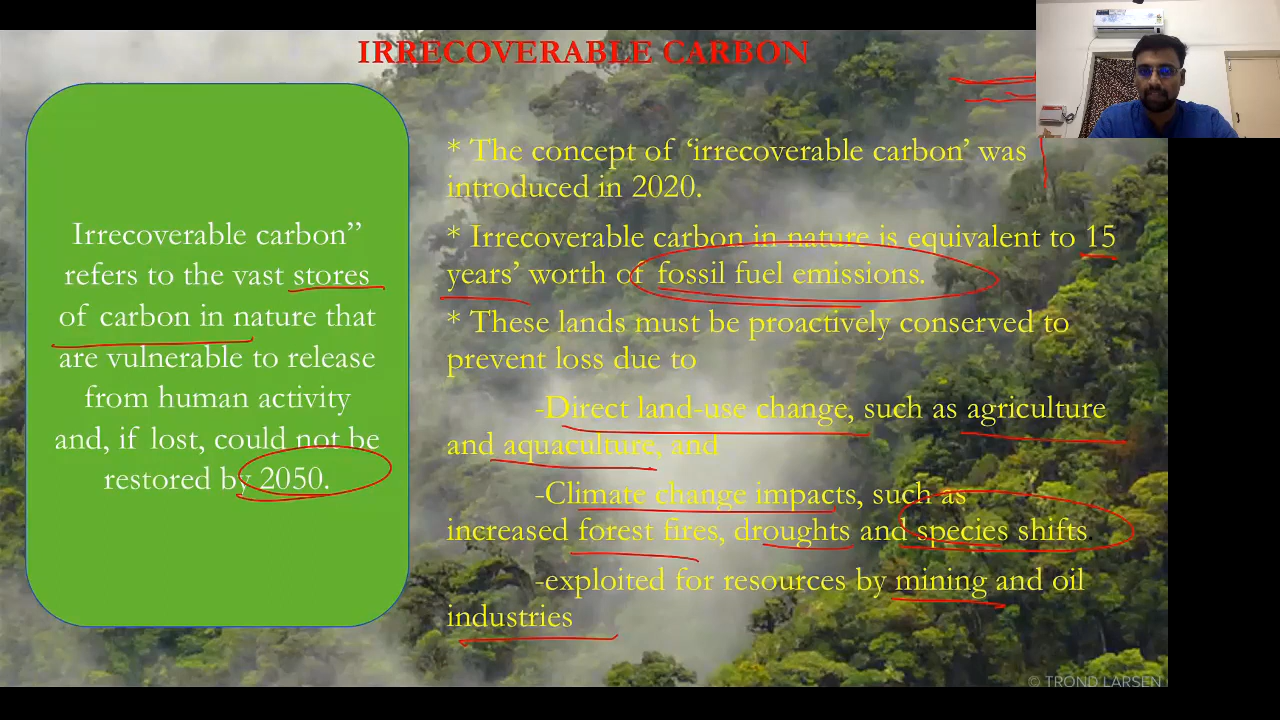 IRRECOVERABLE CARBON
Irrecoverable carbon”
refers to the vast stores
of carbon in nature that
are vulnerable to release
from human activity
and, if lost, could not be
restored by 2050.
* The concept of ‘irrecoverable carbon’ was
introduced in 2020.
* Irrecoverable carbon in nature is equivalent to 15
years’ worth of fossil fuel emissions.
* These lands must be proactively conserved to
prevent loss due to
-Direct land-use change, such as agriculture
and aquaculture, and
-Climate change impacts, such as
increased forest fires, droughts and species shifts
-exploited for resources by mining and oil
industries
© TROND LARSEN